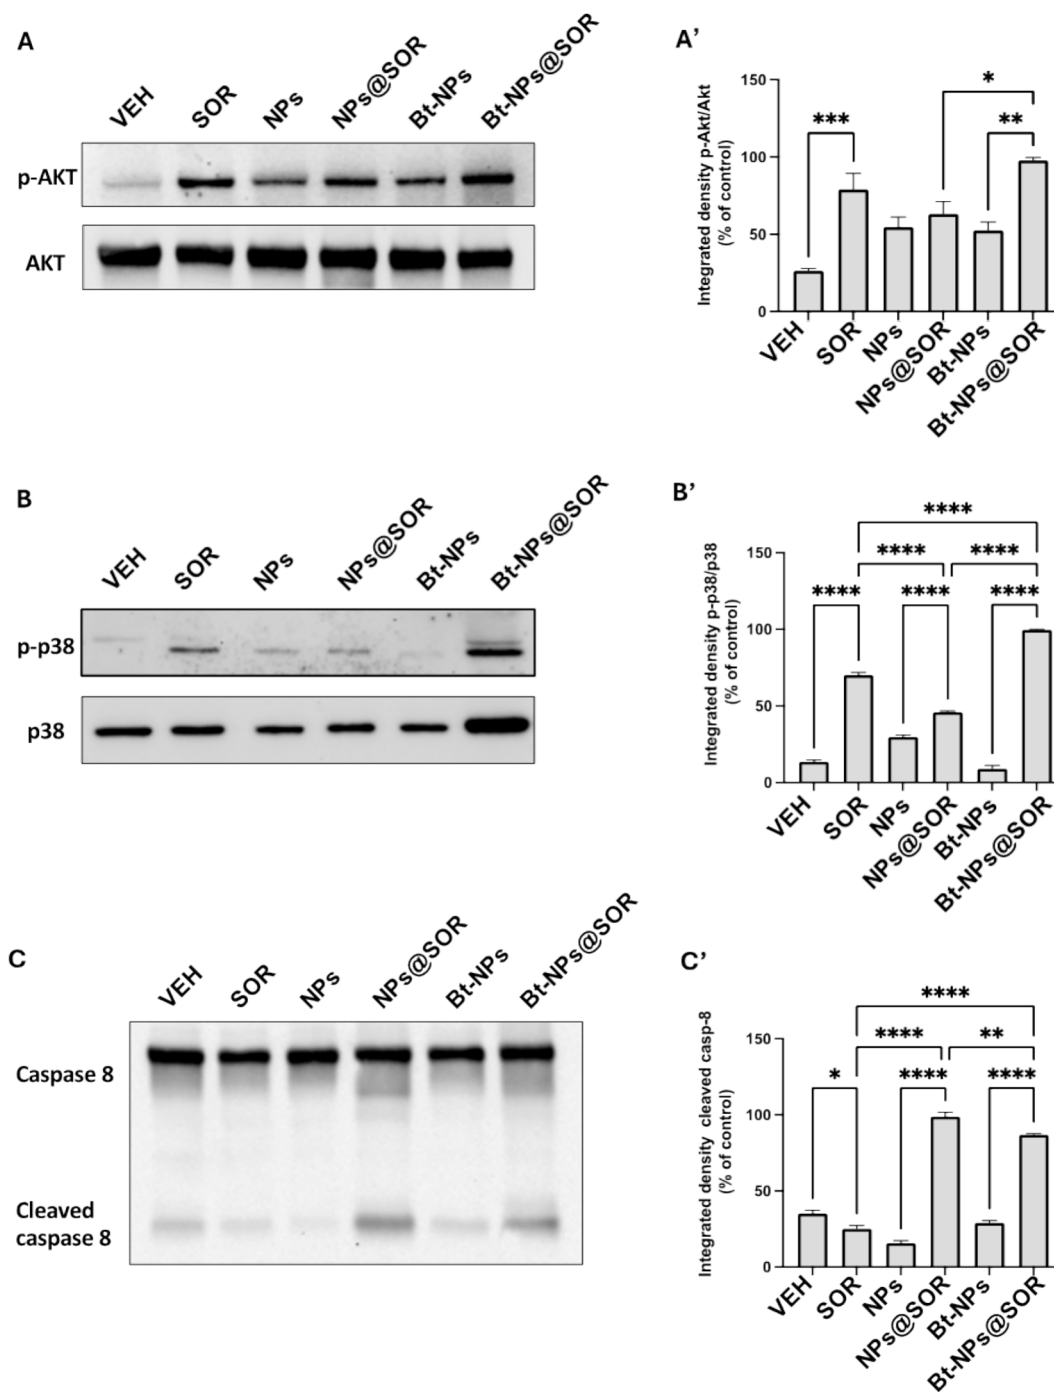 A
VEH SOR NPs NPs@SOR Bt-NPs Bt-NPs@SOR
p-AKT
AKT
A'
Integrated density p-Akt/Akt
(% of control)
150
100
50
0
*
***
**
VEH SOR NPs NPs@SOR Bt-NPs Bt-NPs@SOR
B
VEH SOR NPs NPs@SOR Bt-NPs Bt-NPs@SOR
p-p38
p38
B'
Integrated density p-p38/p38
(% of control)
150
100
50
0
****
**** ****
**** **** ****
VEH SOR NPs NPs@SOR Bt-NPs Bt-NPs@SOR
C
VEH SOR NPs NPs@SOR Bt-NPs Bt-NPs@SOR
Caspase 8
Cleaved
caspase 8
C'
Integrated density cleaved casp-8
(% of control)
150
100
50
0
****
**** **
* **** ****
VEH SOR NPs NPs@SOR Bt-NPs Bt-NPs@SOR